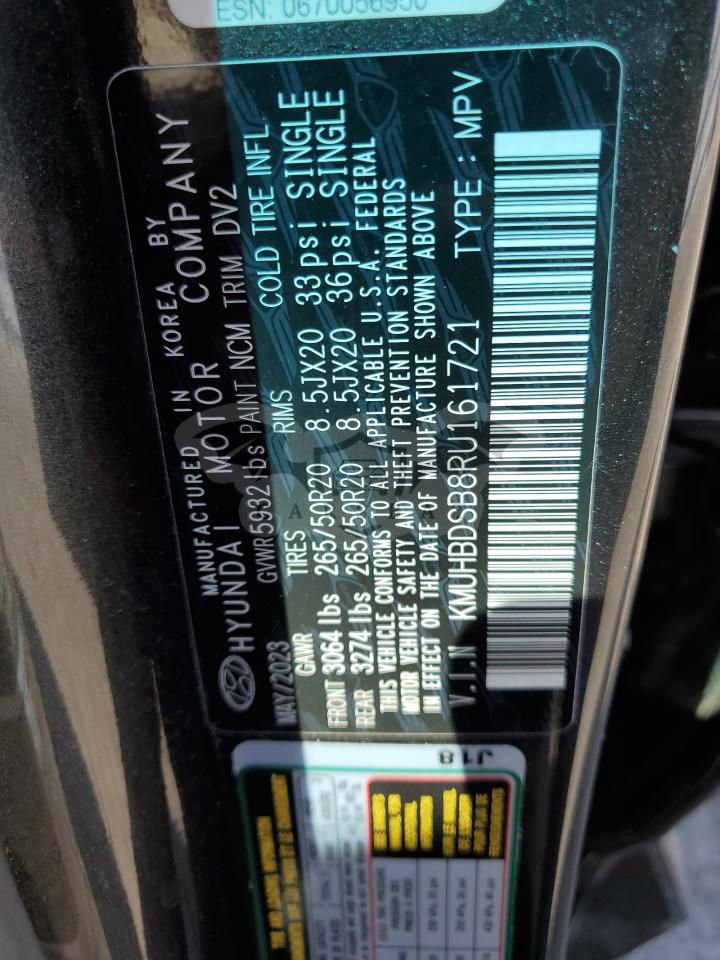 ESN: 0670056950
MANUFACTURED IN KOREA BY
HYUNDAI MOTOR COMPANY
GVWR 5932 lbs PAINT NCM TRIM DV2
MAY/2023
GAWR TIRES RIMS COLD TIRE INFL
FRONT 3064 lbs 265/50R20 8.5JX20 33psi SINGLE
REAR 3274 lbs 265/50R20 8.5JX20 36psi SINGLE
THIS VEHICLE CONFORMS TO ALL APPLICABLE U.S.A. FEDERAL
MOTOR VEHICLE SAFETY AND THEFT PREVENTION STANDARDS
IN EFFECT ON THE DATE OF MANUFACTURE SHOWN ABOVE
V.I.N KMUHBDSB8RU161721 TYPE : MPV
J18